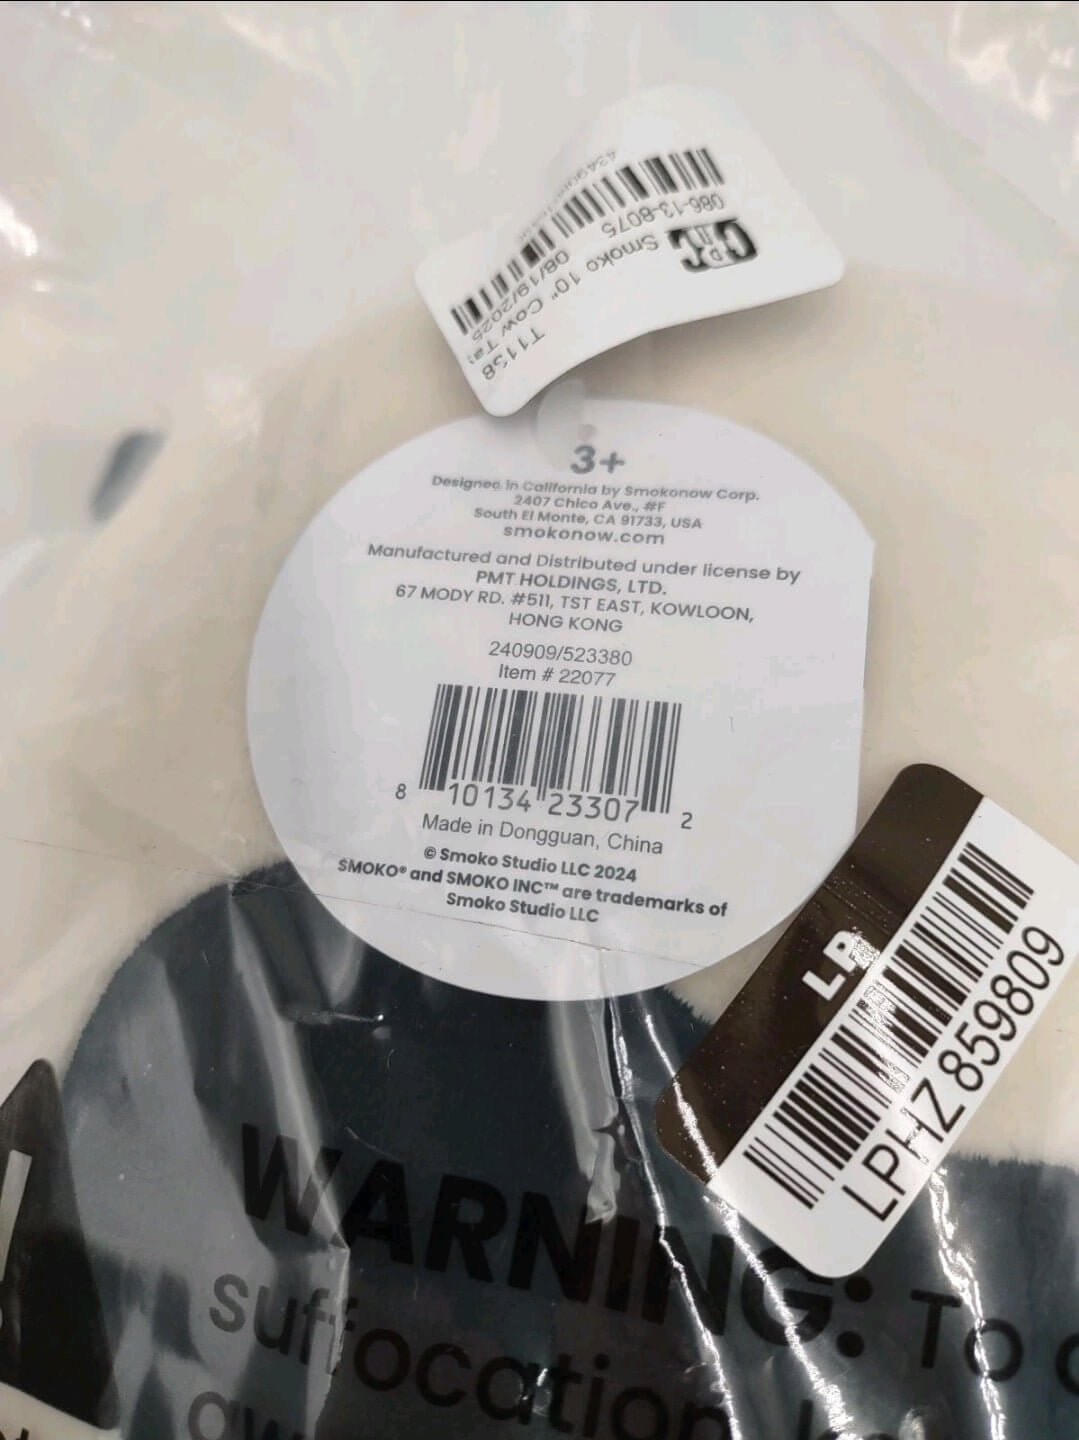 086-13-8075
Smoko 10" Cow Ta
08/19/2025
T1138
3+
Designed in California by Smokonow Corp.
2407 Chico Ave., #F
South El Monte, CA 91733, USA
smokonow.com
Manufactured and Distributed under license by
PMT HOLDINGS, LTD.
67 MODY RD. #511, TST EAST, KOWLOON,
HONG KONG
240909/523380
Item # 22077
8 10134 23307 2
Made in Dongguan, China
© Smoko Studio LLC 2024
SMOKO® and SMOKO INC™ are trademarks of
Smoko Studio LLC
LP
LPHZ 859809
WARNING: To
suffocation